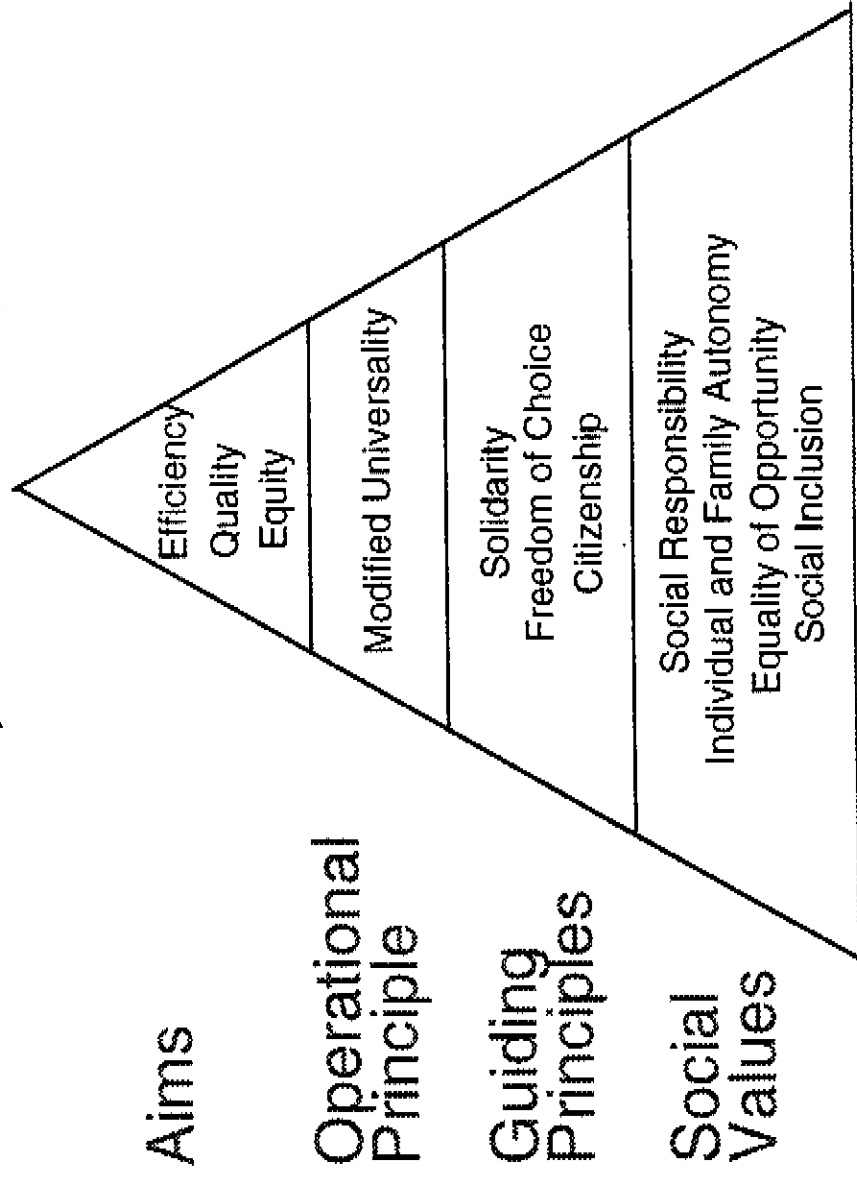 Aims
Efficiency
Quality
Equity
Operational
Principle
Modified Universality
Guiding
Principles
Solidarity
Freedom of Choice
Citizenship
Social
Values
Social Responsibility
Individual and Family Autonomy
Equality of Opportunity
Social Inclusion